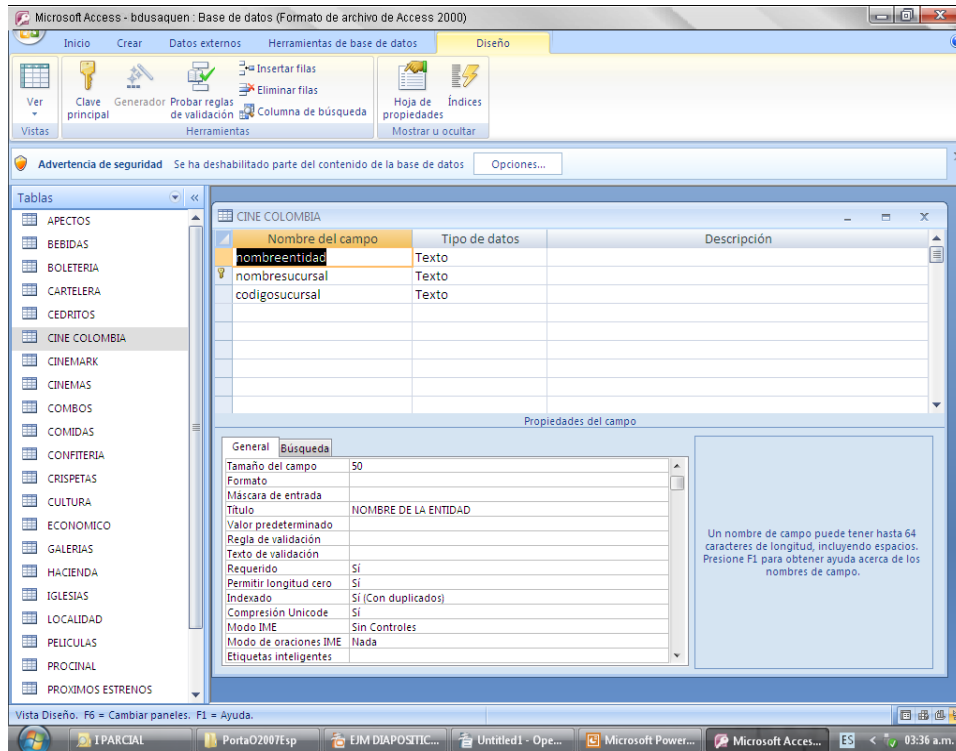 Microsoft Access - bdusaquen : Base de datos (Formato de archivo de Access 2000)
Inicio Crear Datos externos Herramientas de base de datos Diseño
Ver
Clave principal
Generador
Probar reglas de validación
Insertar filas
Eliminar filas
Columna de búsqueda
Hoja de propiedades
Índices
Vistas Herramientas Mostrar u ocultar
Advertencia de seguridad Se ha deshabilitado parte del contenido de la base de datos Opciones...
Tablas
APECTOS
BEBIDAS
BOLETERIA
CARTELERA
CEDRITOS
CINE COLOMBIA
CINEMARK
CINEMAS
COMBOS
COMIDAS
CONFITERIA
CRISPETAS
CULTURA
ECONOMICO
GALERIAS
HACIENDA
IGLESIAS
LOCALIDAD
PELICULAS
PROCINAL
PROXIMOS ESTRENOS
CINE COLOMBIA
Nombre del campo Tipo de datos Descripción
nombreentidad Texto
nombresucursal Texto
codigosucursal Texto
Propiedades del campo
General Búsqueda
Tamaño del campo 50
Formato
Máscara de entrada
Título NOMBRE DE LA ENTIDAD
Valor predeterminado
Regla de validación
Texto de validación
Requerido Sí
Permitir longitud cero Sí
Indexado Sí (Con duplicados)
Compresión Unicode Sí
Modo IME Sin Controles
Modo de oraciones IME Nada
Etiquetas inteligentes
Un nombre de campo puede tener hasta 64
caracteres de longitud, incluyendo espacios.
Presione F1 para obtener ayuda acerca de los
nombres de campo.
Vista Diseño. F6 = Cambiar paneles. F1 = Ayuda.
I PARCIAL PortaO2007Esp EJM DIAPOSITIC... Untitled1 - Ope... Microsoft Power... Microsoft Acces... ES 03:36 a.m.